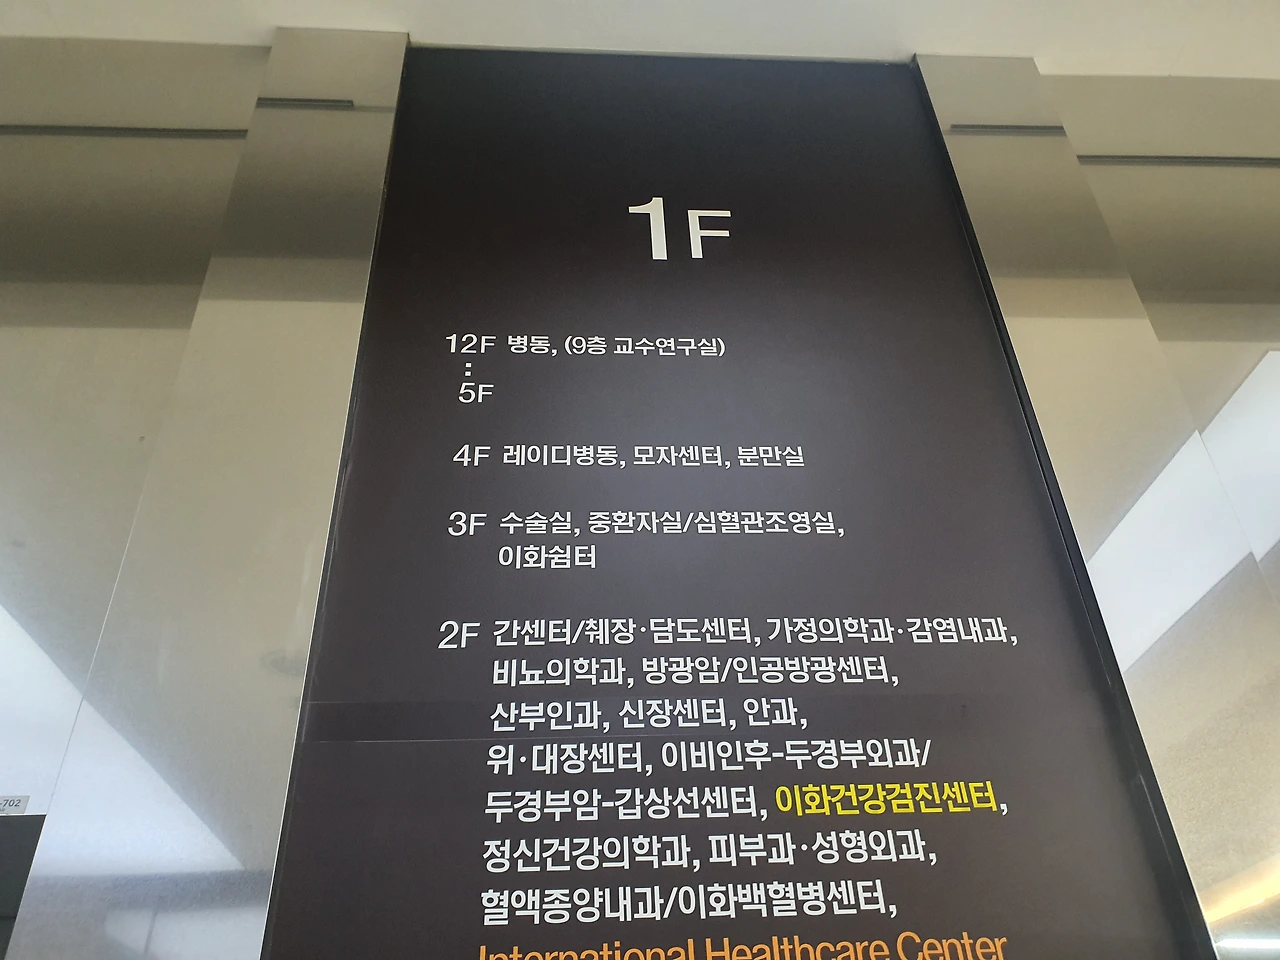 1F
12F 병동, (9층 교수연구실)
:
5F
4F 레이디병동, 모자센터, 분만실
3F 수술실, 중환자실/심혈관조영실,
이화쉼터
2F 간센터/췌장·담도센터, 가정의학과·감염내과,
비뇨의학과, 방광암/인공방광센터,
산부인과, 신장센터, 안과,
위·대장센터, 이비인후-두경부외과/
두경부암-갑상선센터, 이화건강검진센터,
정신건강의학과, 피부과·성형외과,
혈액종양내과/이화백혈병센터,
International Healthcare Center
-702